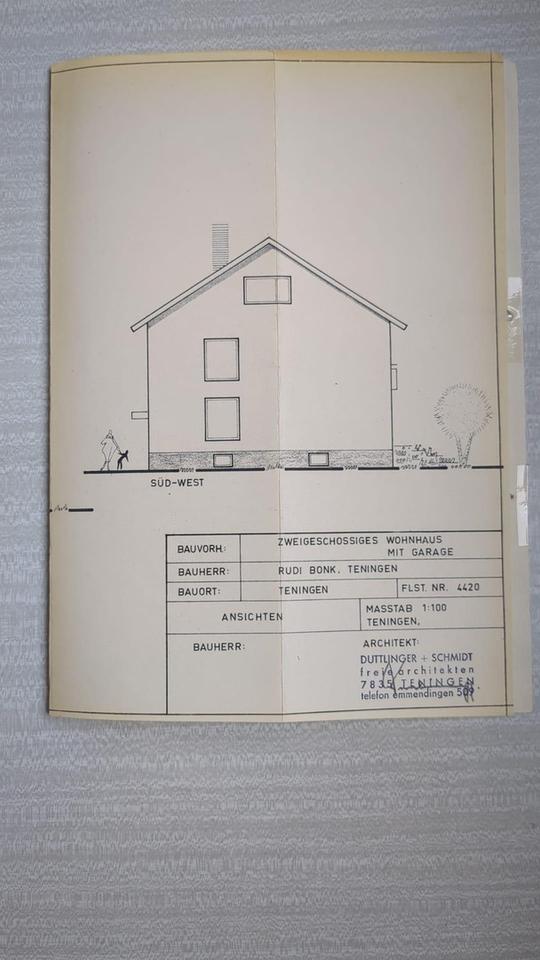 SÜD-WEST
BAUVORH.: ZWEIGESCHOSSIGES WOHNHAUS
MIT GARAGE
BAUHERR: RUDI BONK. TENINGEN
BAUORT: TENINGEN FLST. NR. 4420
ANSICHTEN MASSTAB 1:100
TENINGEN,
BAUHERR: ARCHITEKT:
DUTTLINGER + SCHMIDT
freie architekten
7835 TENINGEN
telefon emmendingen 509